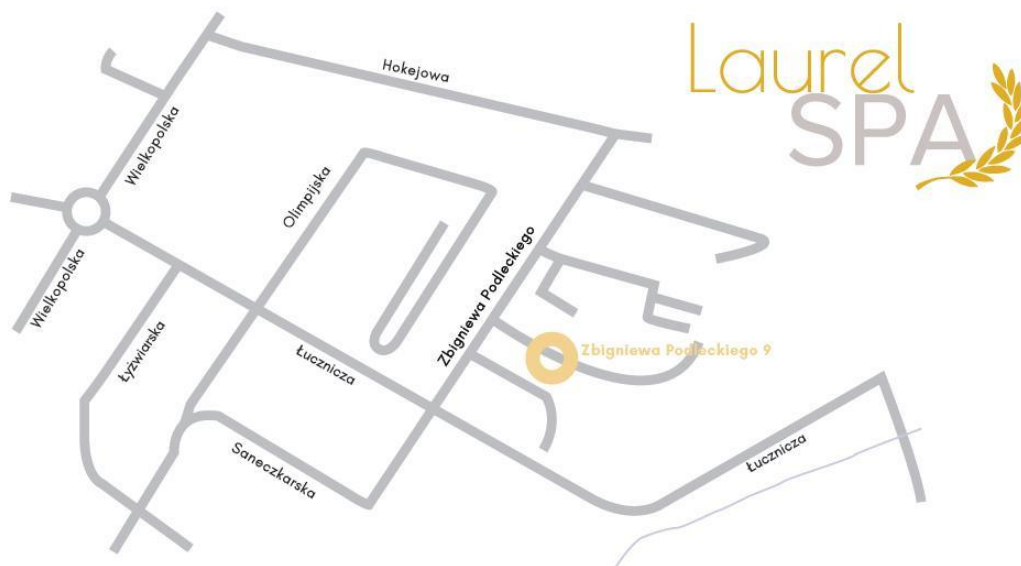 Laurel
SPA
Hokejowa
Wielkopolska
Olimpijska
Zbigniewa Podleckiego
Wielkopolska
Łyżwiarska
Łucznicza
Zbigniewa Podleckiego 9
Saneczkarska
Łucznicza